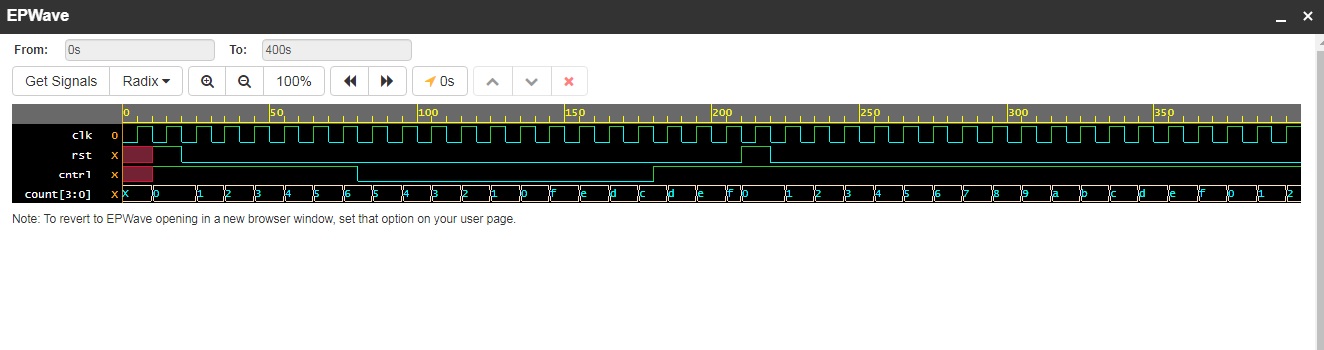 EPWave
From: 0s To: 400s
Get Signals Radix 100% 0s
0 50 100 150 200 250 300 350
clk 0
rst X
cntrl X
count[3:0] X X 0 1 2 3 4 5 6 5 4 3 2 1 0 f e d c d e f 0 1 2 3 4 5 6 7 8 9 a b c d e f 0 1 2
Note: To revert to EPWave opening in a new browser window, set that option on your user page.